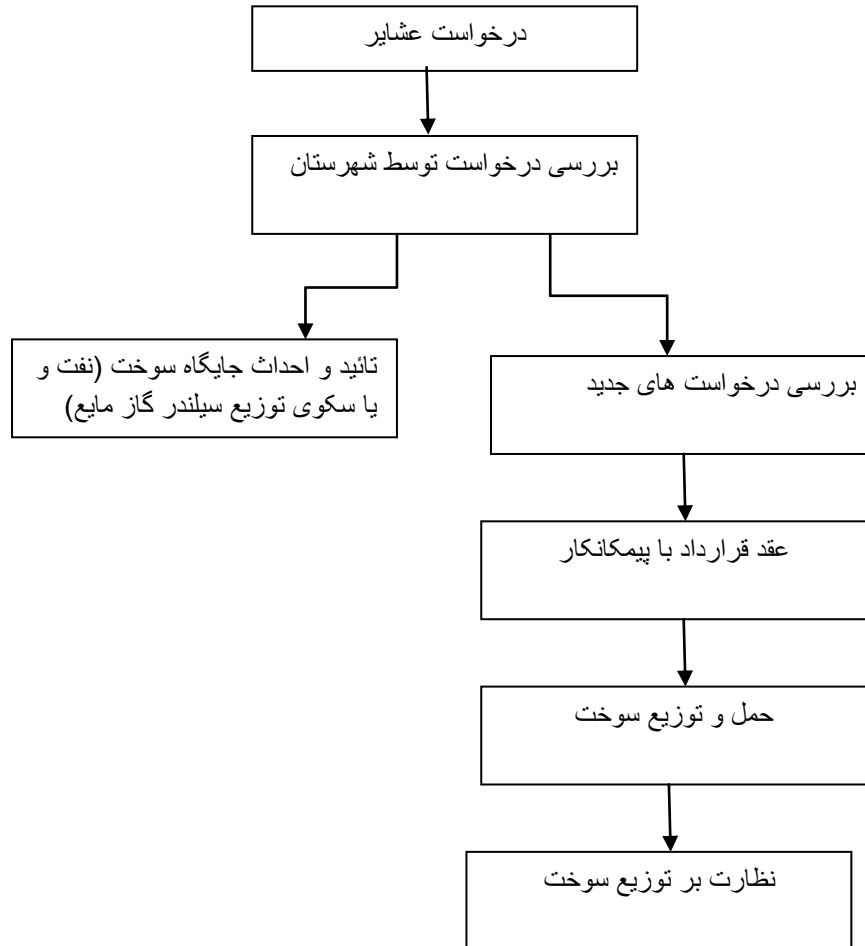 درخواست عشایر
بررسی درخواست توسط شهرستان
تائید و احداث جایگاه سوخت (نفت و
یا سکوی توزیع سیلندر گاز مایع)
بررسی درخواست های جدید
عقد قرارداد با پیمکانکار
حمل و توزیع سوخت
نظارت بر توزیع سوخت